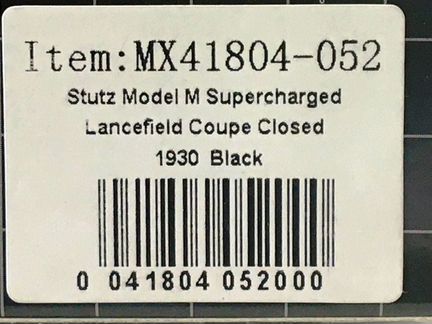 Item:MX41804-052
Stutz Model M Supercharged
Lancefield Coupe Closed
1930 Black
0 041804 052000